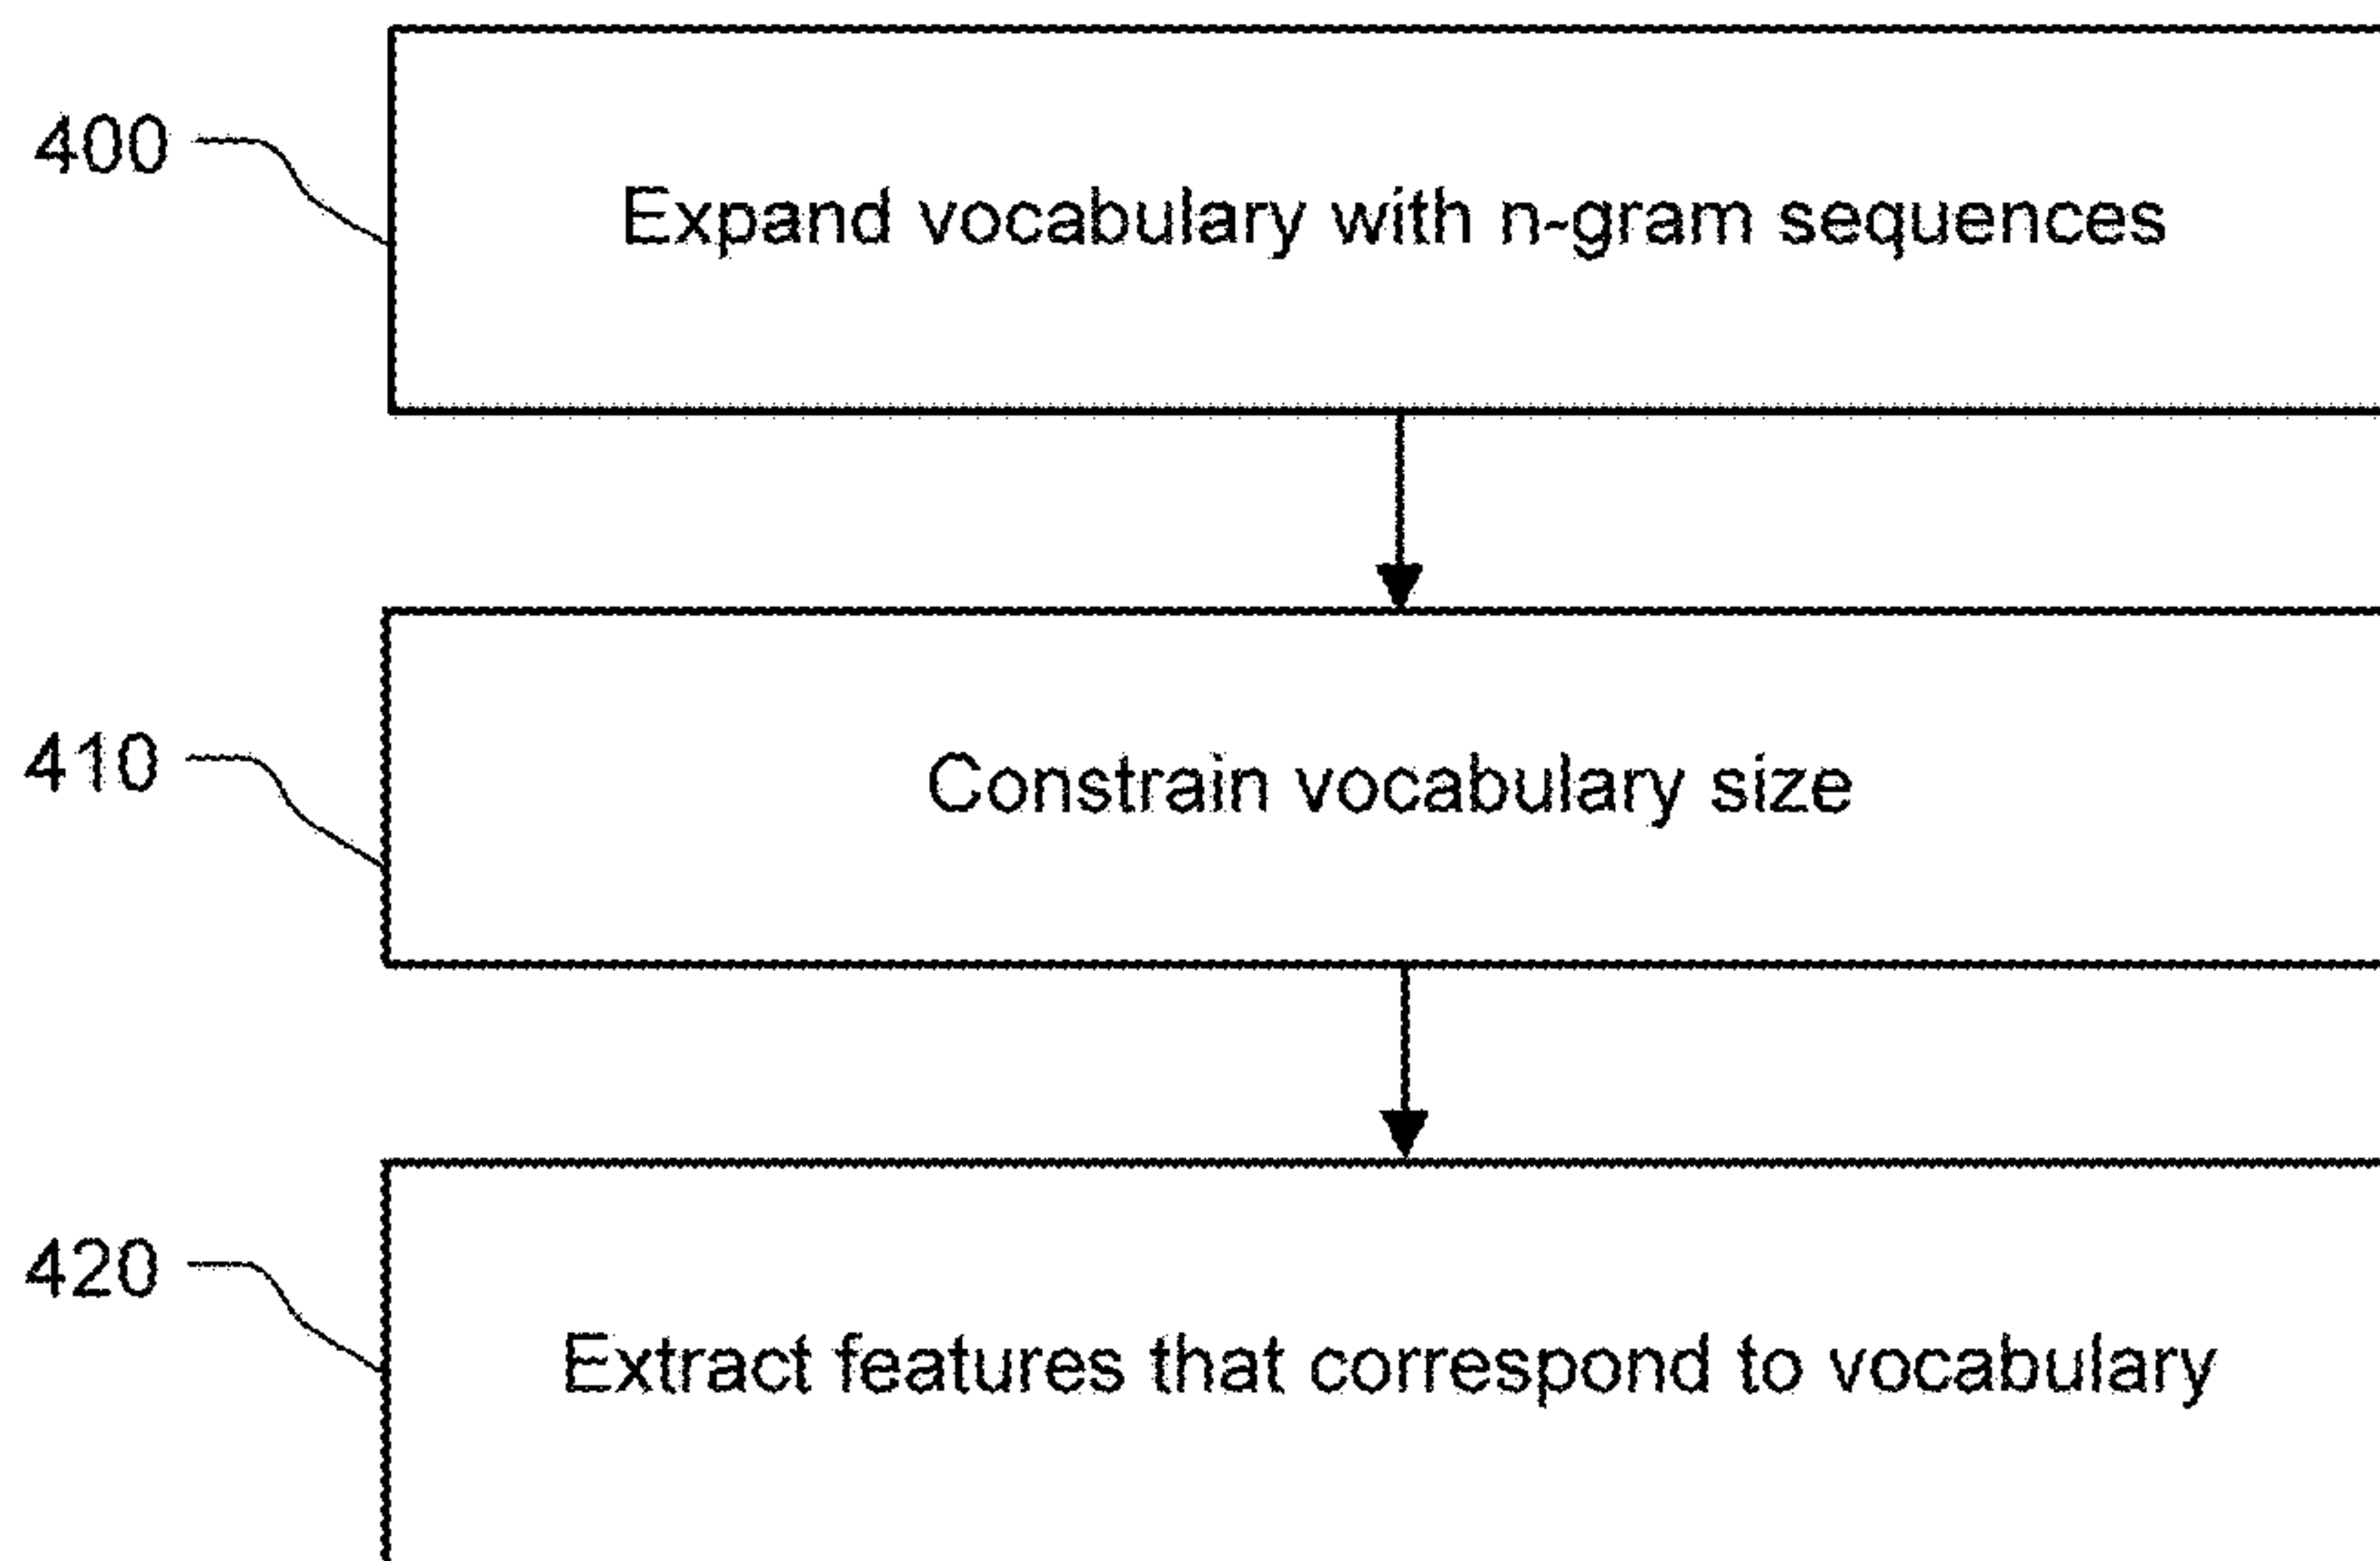 400
Expand vocabulary with n-gram sequences
410
Constrain vocabulary size
420
Extract features that correspond to vocabulary